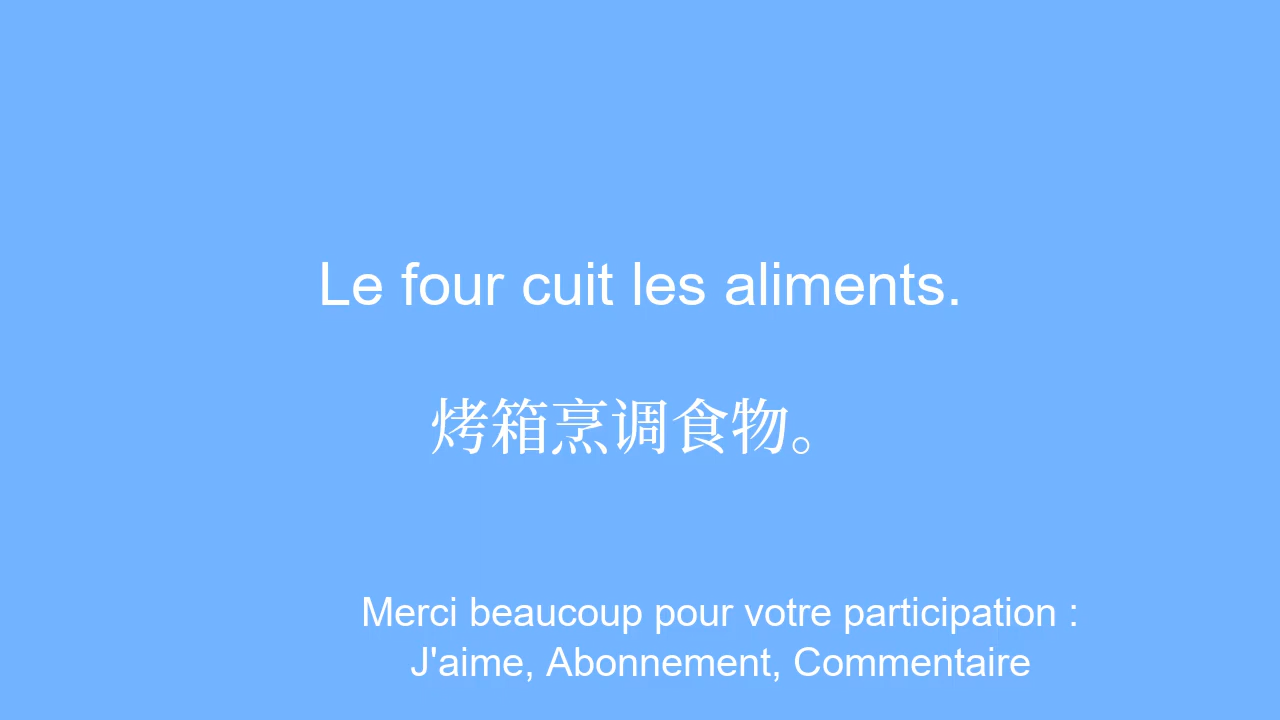 Le four cuit les aliments.
烤箱烹调食物。
Merci beaucoup pour votre participation :
J'aime, Abonnement, Commentaire